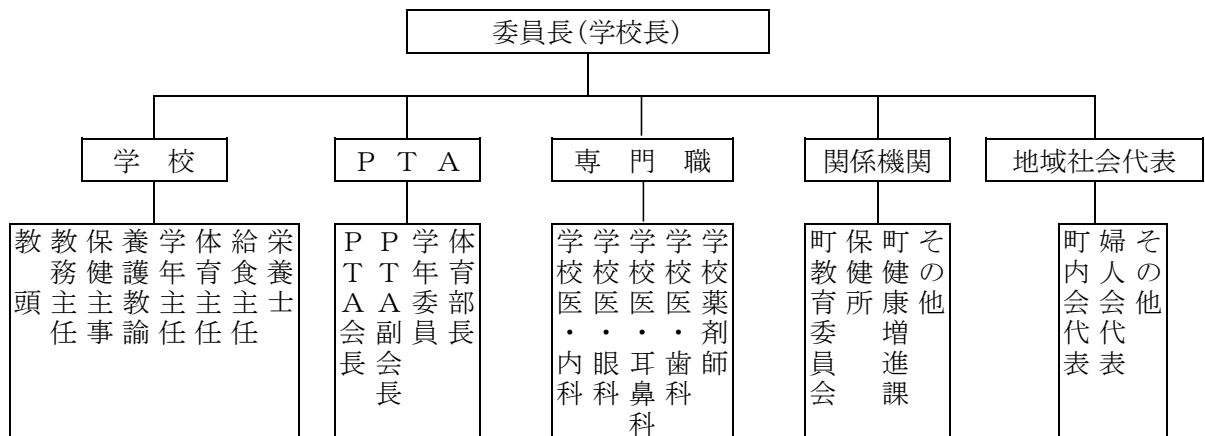 委員長(学校長)
学校
PTA
専門職
関係機関
地域社会代表
教頭
教務主任
保健主事
養護教諭
学年主任
体育主任
給食主任
栄養士
PTA会長
PTA副会長
学年委員
体育部長
学校医・内科
学校医・眼科
学校医・耳鼻科
学校医・歯科
学校薬剤師
町教育委員会
保健所
町健康増進課
その他
町内会代表
婦人会代表
その他